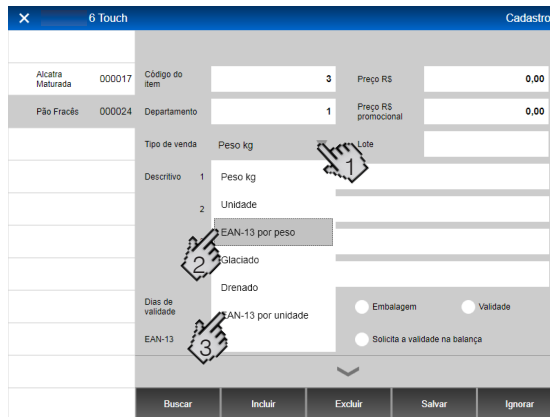 6 Touch Cadastro
Alcatra Maturada 000017
Código do item 3 Preço R$ 0,00
Pão Fracês 000024 Departamento 1 Preço R$ promocional 0,00
Tipo de venda Peso kg Lote
1
Descritivo 1 Peso kg
2 Unidade
EAN-13 por peso
2
Glaciado
Drenado
Dias de validade EAN-13 por unidade Embalagem Validade
EAN-13 Solicita a validade na balança
3
Buscar Incluir Excluir Salvar Ignorar